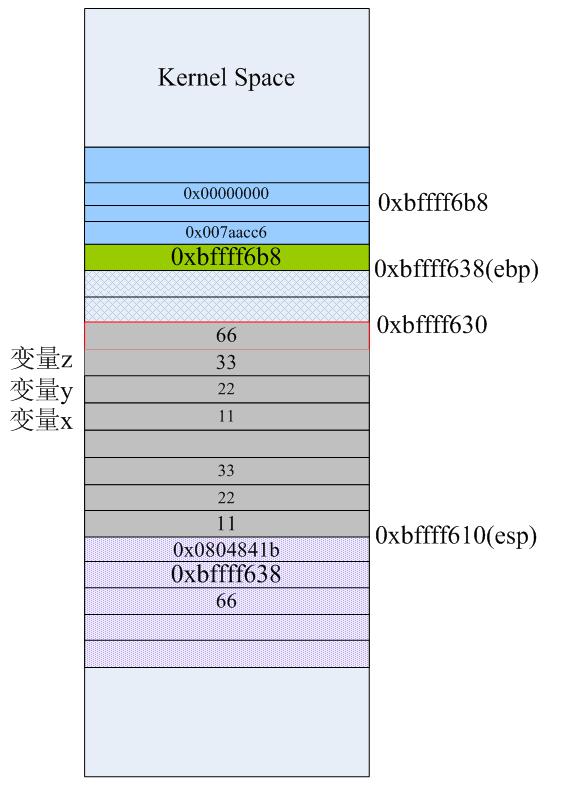 Kernel Space
0x00000000
0xbffff6b8
0x007aacc6
0xbffff6b8
0xbffff638(ebp)
0xbffff630
66
变量z
33
变量y
22
变量x
11
33
22
11
0xbffff610(esp)
0x0804841b
0xbffff638
66